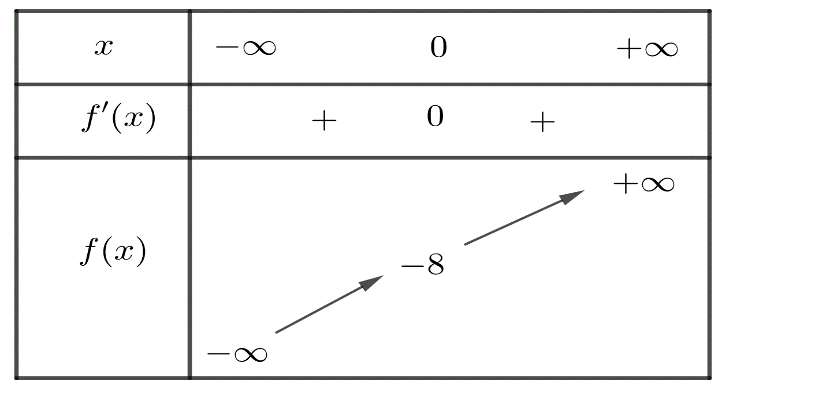 x −∞ 0 +∞
f′(x) + 0 +
+∞
f(x) −8
−∞